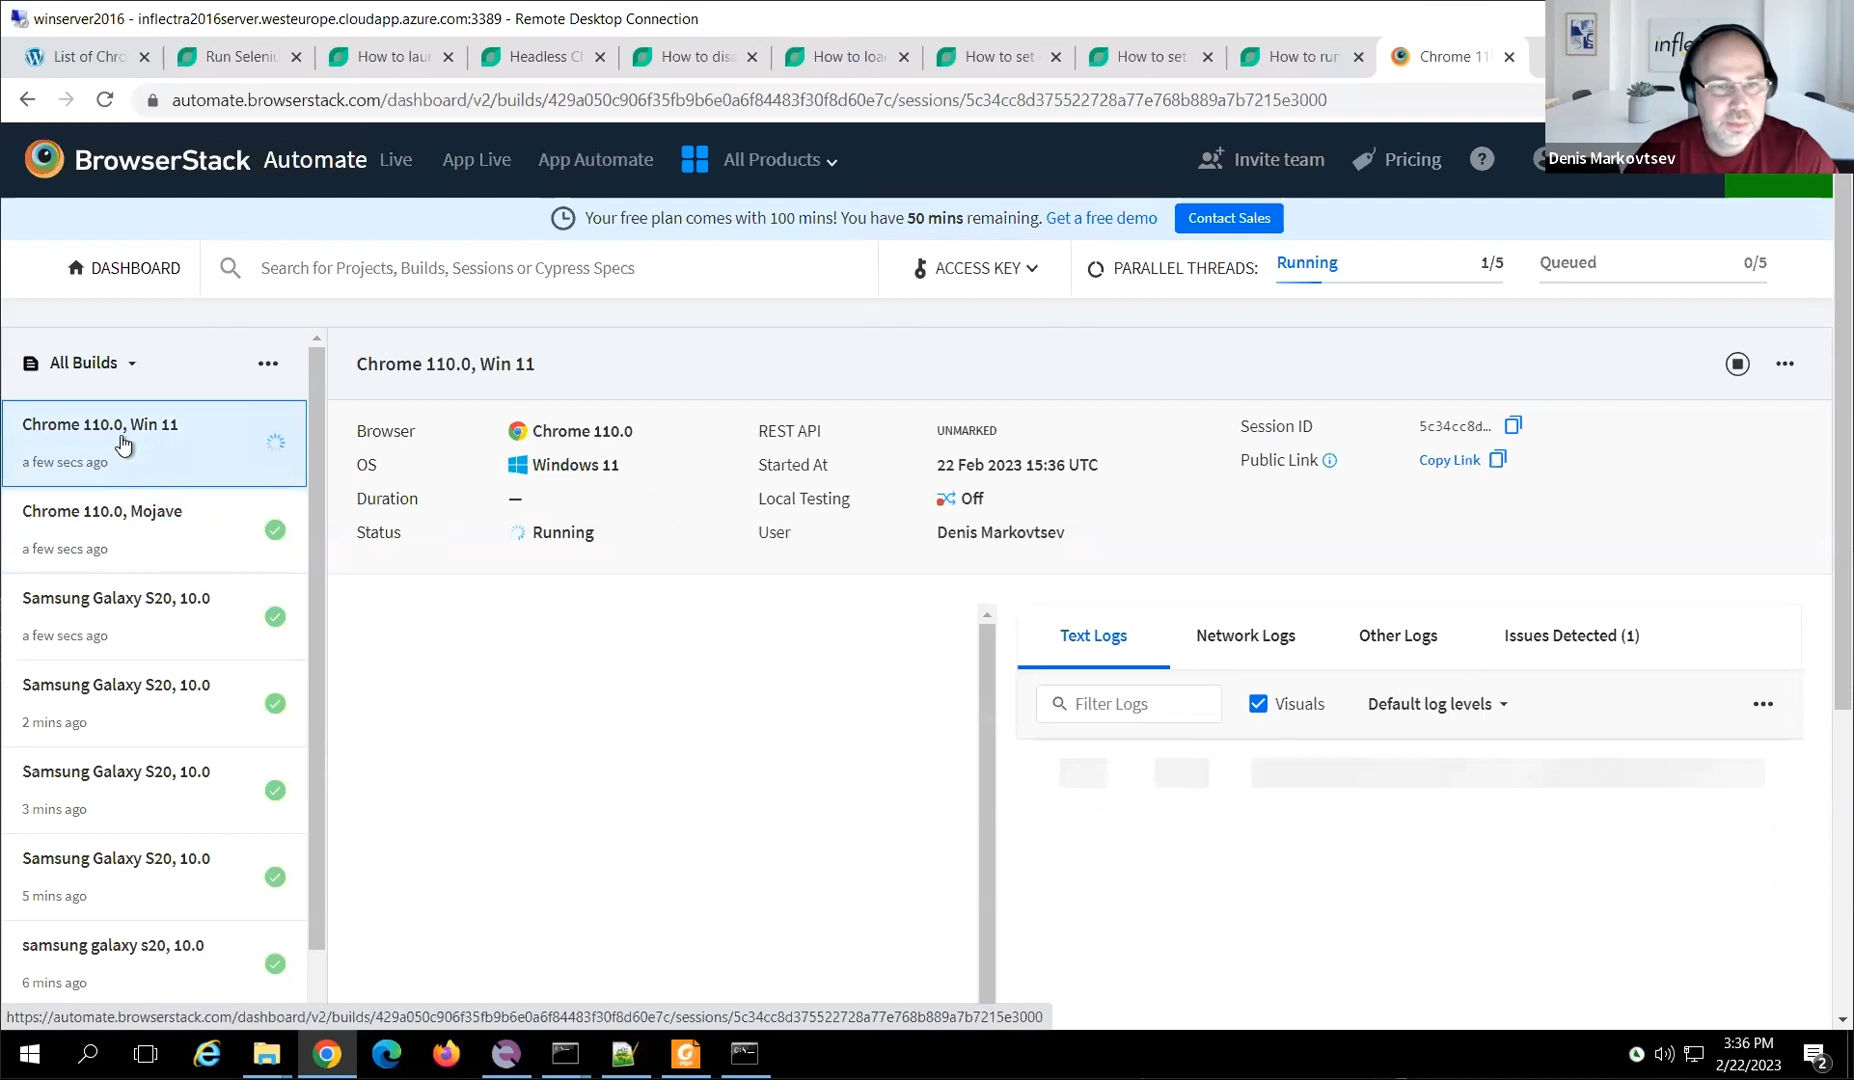 winserver2016 - inflectra2016server.westeurope.cloudapp.azure.com:3389 - Remote Desktop Connection
List of Chro
Run Seleniu
How to laun
Headless Ch
How to disa
How to loa
How to set
How to set
How to run
Chrome 11
automate.browserstack.com/dashboard/v2/builds/429a050c906f35fb9b6e0a6f84483f30f8d60e7c/sessions/5c34cc8d375522728a77e768b889a7b7215e3000
infle
Denis Markovtsev
BrowserStack Automate Live App Live App Automate All Products Invite team Pricing ?
Your free plan comes with 100 mins! You have 50 mins remaining. Get a free demo Contact Sales
DASHBOARD Search for Projects, Builds, Sessions or Cypress Specs ACCESS KEY PARALLEL THREADS: Running 1/5 Queued 0/5
All Builds
Chrome 110.0, Win 11
a few secs ago
Chrome 110.0, Mojave
a few secs ago
Samsung Galaxy S20, 10.0
a few secs ago
Samsung Galaxy S20, 10.0
2 mins ago
Samsung Galaxy S20, 10.0
3 mins ago
Samsung Galaxy S20, 10.0
5 mins ago
samsung galaxy s20, 10.0
6 mins ago
Chrome 110.0, Win 11
Browser Chrome 110.0
OS Windows 11
Duration —
Status Running
REST API UNMARKED
Started At 22 Feb 2023 15:36 UTC
Local Testing Off
User Denis Markovtsev
Session ID 5c34cc8d...
Public Link Copy Link
Text Logs Network Logs Other Logs Issues Detected (1)
Filter Logs Visuals Default log levels
https://automate.browserstack.com/dashboard/v2/builds/429a050c906f35fb9b6e0a6f84483f30f8d60e7c/sessions/5c34cc8d375522728a77e768b889a7b7215e3000
3:36 PM
2/22/2023
2